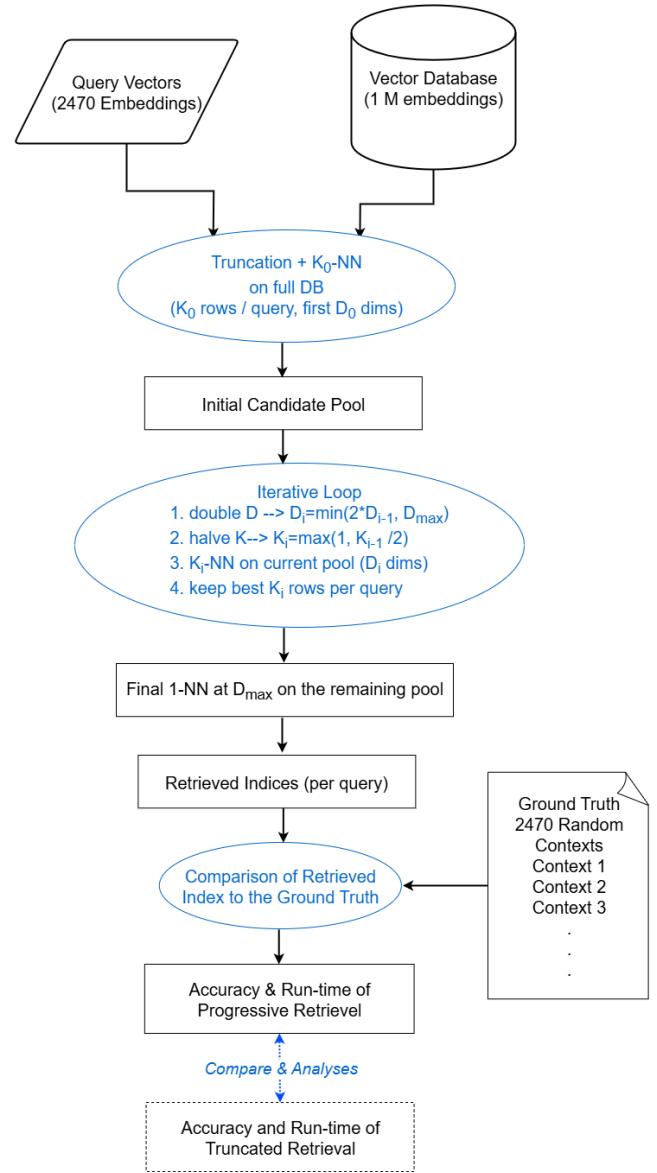 Query Vectors
(2470 Embeddings)
Vector Database
(1 M embeddings)
Truncation + K₀-NN
on full DB
(K₀ rows / query, first D₀ dims)
Initial Candidate Pool
Iterative Loop
1. double D --> Dᵢ=min(2*Dᵢ₋₁, Dmax)
2. halve K--> Kᵢ=max(1, Kᵢ₋₁ /2)
3. Kᵢ-NN on current pool (Dᵢ dims)
4. keep best Kᵢ rows per query
Final 1-NN at Dmax on the remaining pool
Retrieved Indices (per query)
Ground Truth
2470 Random
Contexts
Context 1
Context 2
Context 3
.
.
.
Comparison of Retrieved
Index to the Ground Truth
Accuracy & Run-time of
Progressive Retrievel
Compare & Analyses
Accuracy and Run-time of
Truncated Retrieval